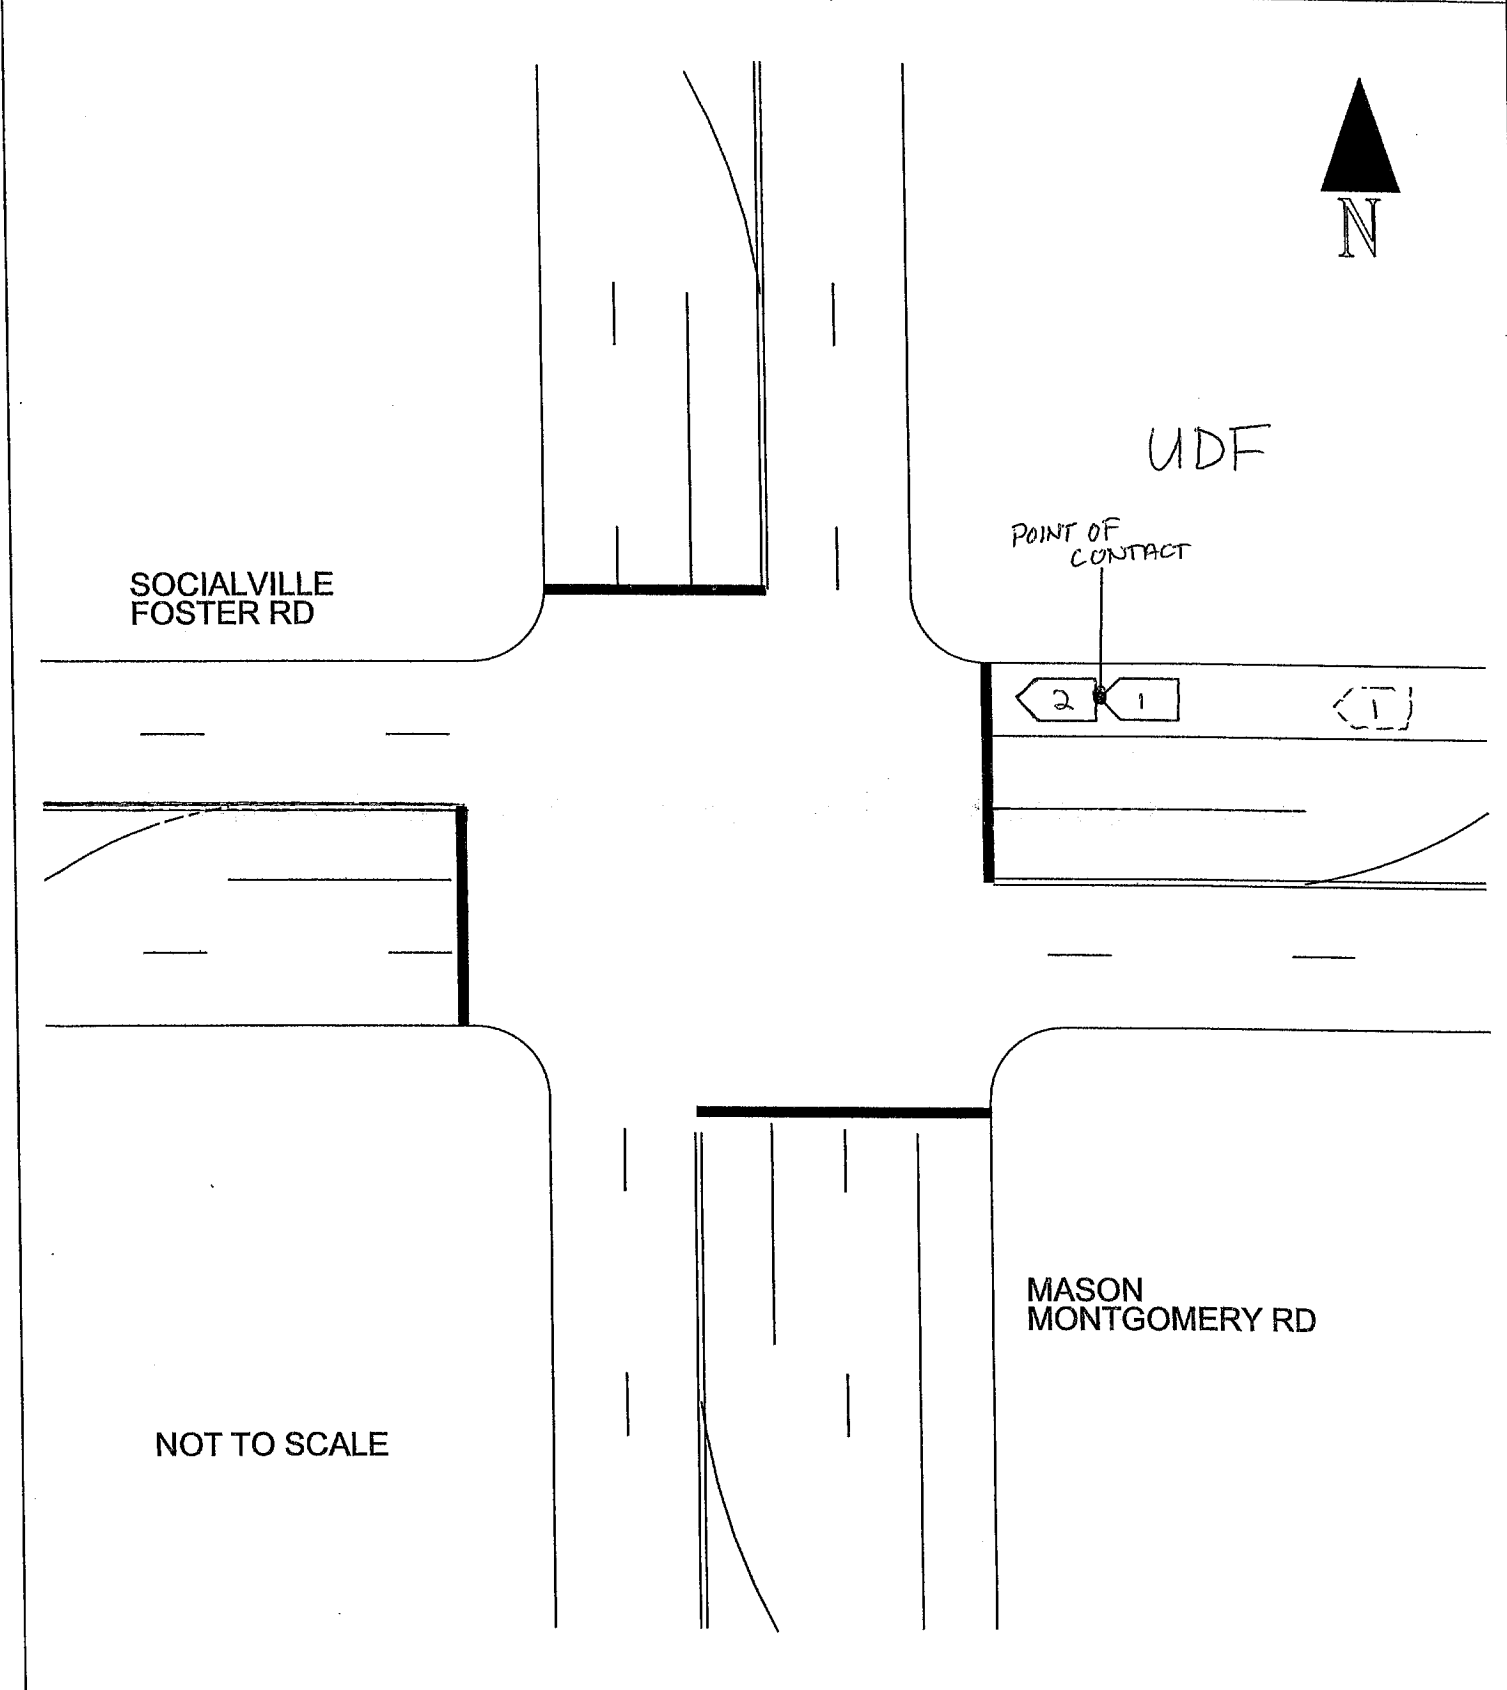 N
UDF
POINT OF
CONTACT
SOCIALVILLE
FOSTER RD
2
1
1
MASON
MONTGOMERY RD
NOT TO SCALE